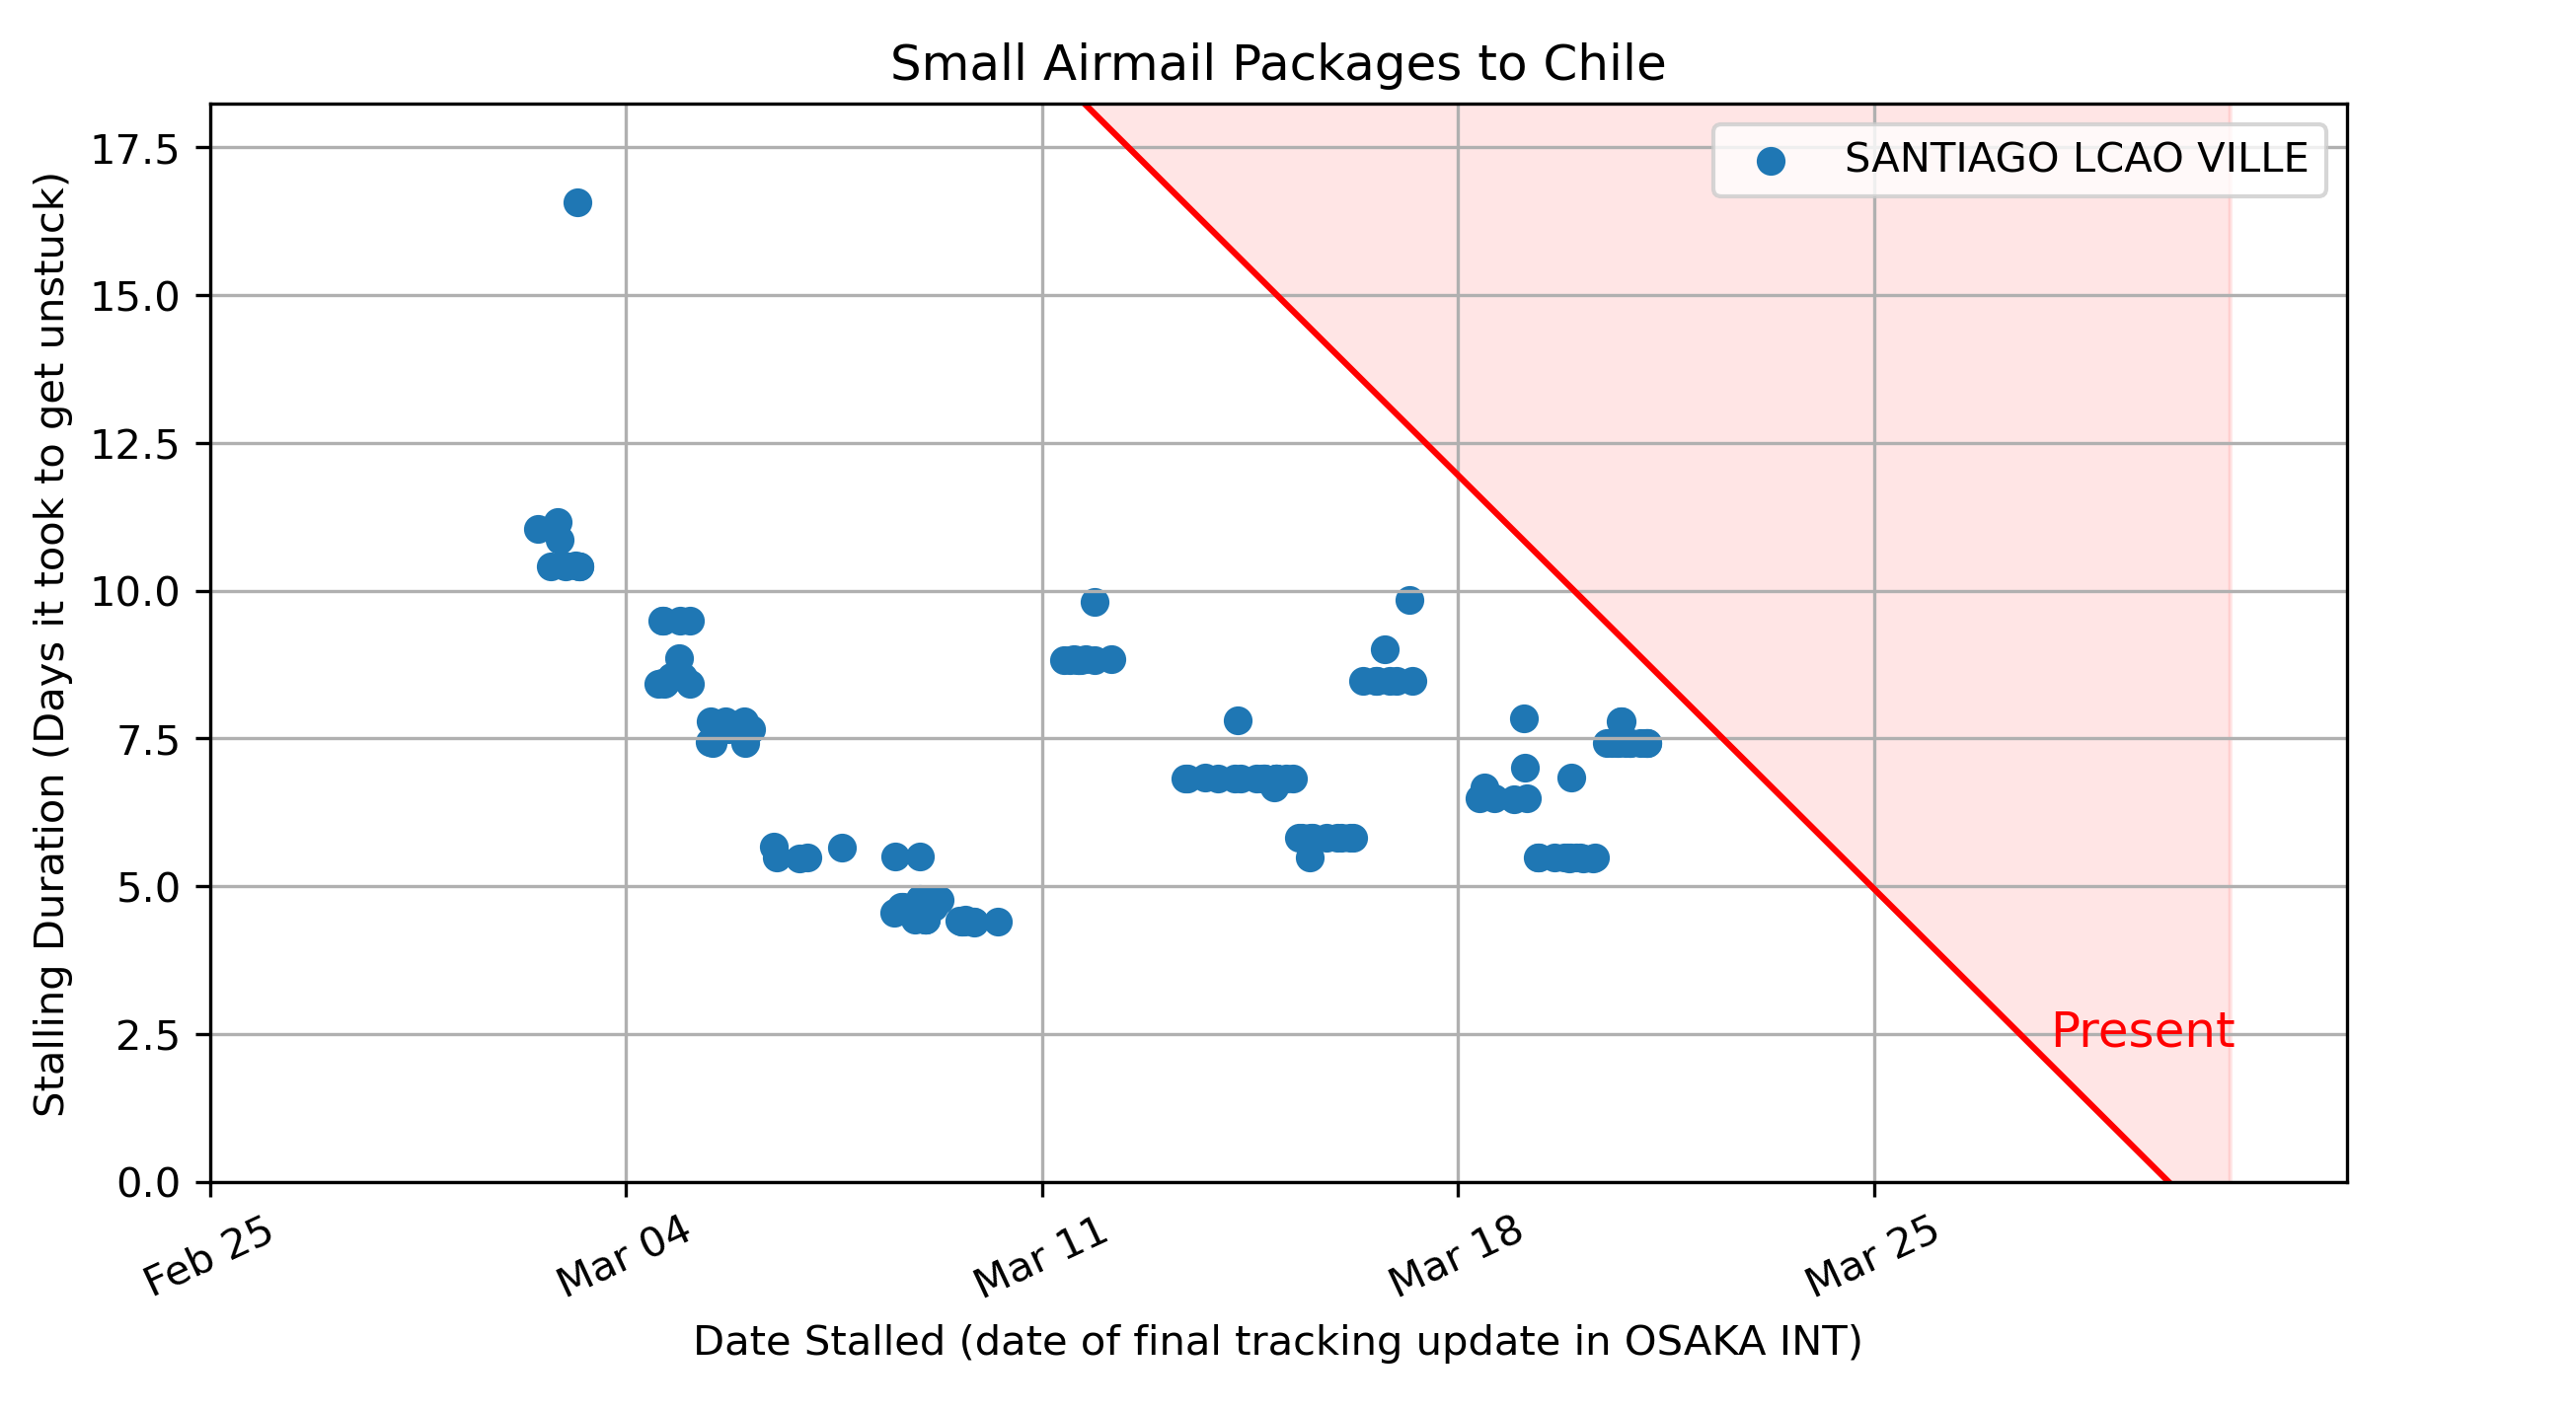 Small Airmail Packages to Chile
SANTIAGO LCAO VILLE
Stalling Duration (Days it took to get unstuck)
17.5
15.0
12.5
10.0
7.5
5.0
2.5
0.0
Present
Feb 25
Mar 04
Mar 11
Mar 18
Mar 25
Date Stalled (date of final tracking update in OSAKA INT)